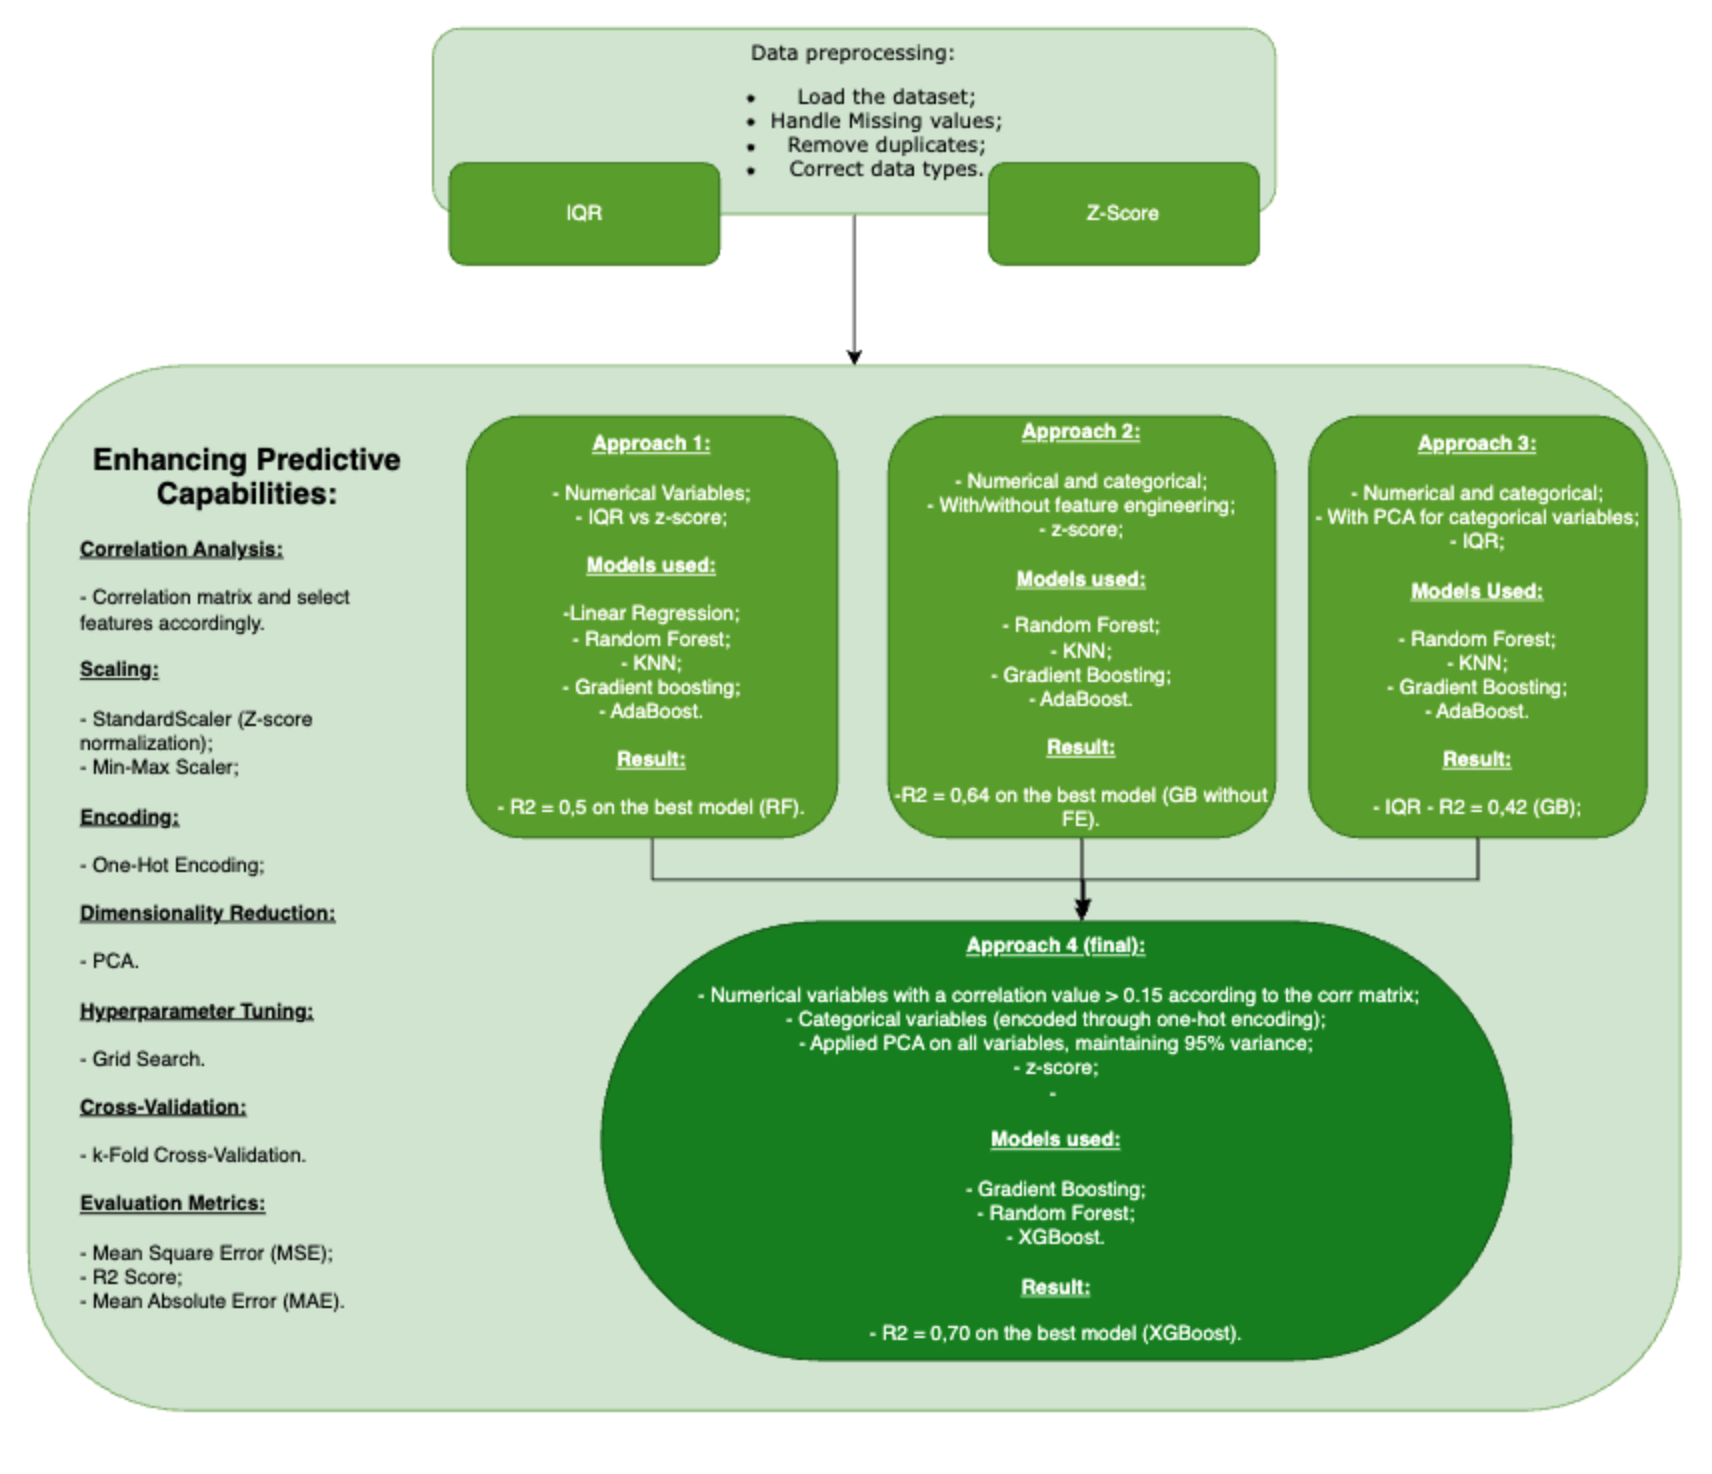 Data preprocessing:
• Load the dataset;
• Handle Missing values;
• Remove duplicates;
• Correct data types.
IQR
Z-Score
Enhancing Predictive
Capabilities:
Correlation Analysis:
- Correlation matrix and select
features accordingly.
Scaling:
- StandardScaler (Z-score
normalization);
- Min-Max Scaler;
Encoding:
- One-Hot Encoding;
Dimensionality Reduction:
- PCA.
Hyperparameter Tuning:
- Grid Search.
Cross-Validation:
- k-Fold Cross-Validation.
Evaluation Metrics:
- Mean Square Error (MSE);
- R2 Score;
- Mean Absolute Error (MAE).
Approach 1:
- Numerical Variables;
- IQR vs z-score;
Models used:
-Linear Regression;
- Random Forest;
- KNN;
- Gradient boosting;
- AdaBoost.
Result:
- R2 = 0,5 on the best model (RF).
Approach 2:
- Numerical and categorical;
- With/without feature engineering;
- z-score;
Models used:
- Random Forest;
- KNN;
- Gradient Boosting;
- AdaBoost.
Result:
-R2 = 0,64 on the best model (GB without
FE).
Approach 3:
- Numerical and categorical;
- With PCA for categorical variables;
- IQR;
Models Used:
- Random Forest;
- KNN;
- Gradient Boosting;
- AdaBoost.
Result:
- IQR - R2 = 0,42 (GB);
Approach 4 (final):
- Numerical variables with a correlation value > 0.15 according to the corr matrix;
- Categorical variables (encoded through one-hot encoding);
- Applied PCA on all variables, maintaining 95% variance;
- z-score;
-
Models used:
- Gradient Boosting;
- Random Forest;
- XGBoost.
Result:
- R2 = 0,70 on the best model (XGBoost).